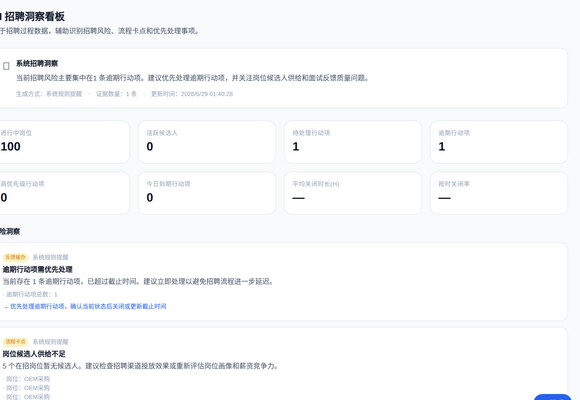 招聘洞察看板
于招聘过程数据，辅助识别招聘风险、流程卡点和优先处理事项。
系统招聘洞察
当前招聘风险主要集中在1 条逾期行动项。建议优先处理逾期行动项，并关注岗位候选人供给和面试反馈质量问题。
生成方式：系统规则提醒 · 证据数量：1 条 · 更新时间：2026/6/29 01:40:28
进行中岗位
100
活跃候选人
0
待处理行动项
1
逾期行动项
1
高优先级行动项
0
今日到期行动项
0
平均关闭时长(H)
—
按时关闭率
—
险洞察
反馈催办 系统规则提醒
逾期行动项需优先处理
当前存在 1 条逾期行动项，已超过截止时间。建议立即处理以避免招聘流程进一步延迟。
· 逾期行动项总数：1
→ 优先处理逾期行动项，确认当前状态后关闭或更新截止时间
流程卡点 系统规则提醒
岗位候选人供给不足
5 个在招岗位暂无候选人。建议检查招聘渠道投放效果或重新评估岗位画像和薪资竞争力。
· 岗位：OEM采购
· 岗位：OEM采购
· 岗位：OEM采购